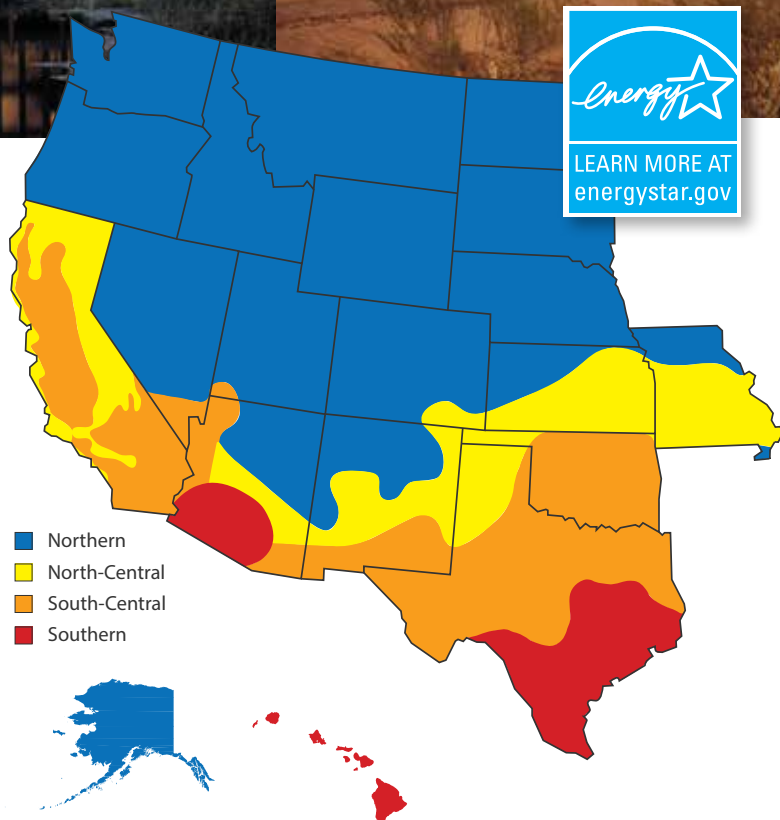 energy
LEARN MORE AT
energystar.gov
Northern
North-Central
South-Central
Southern